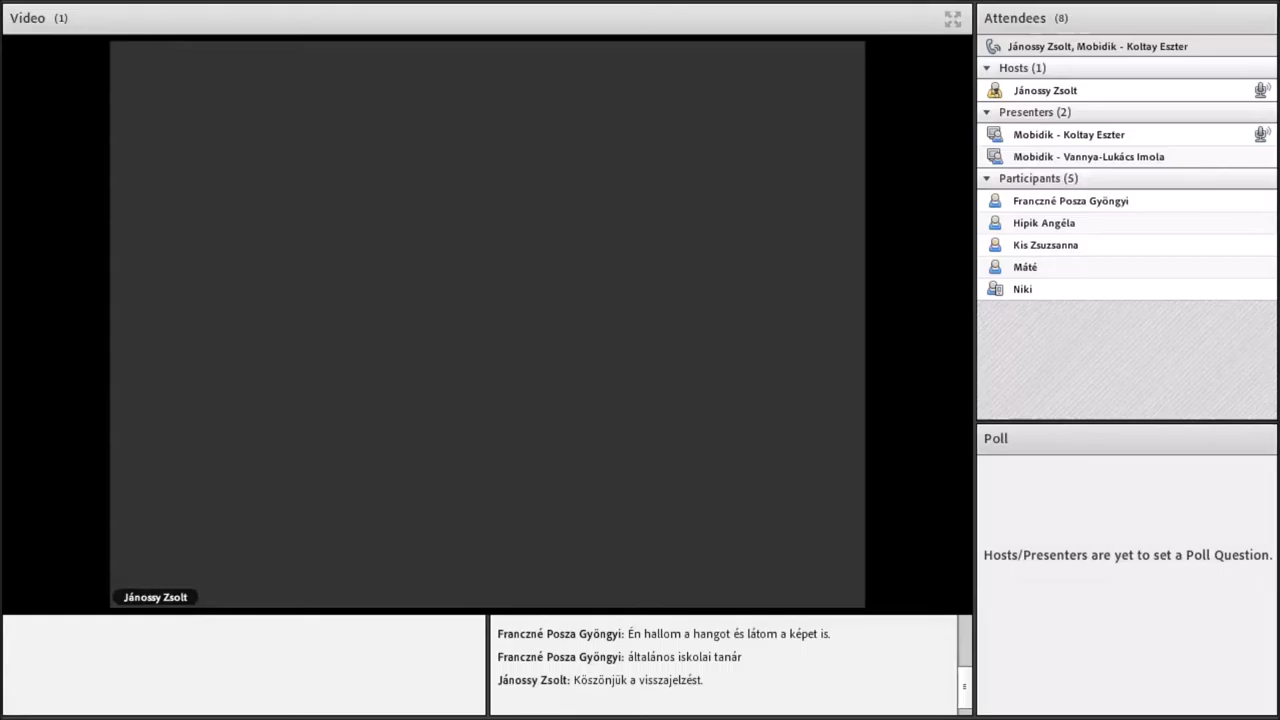 Video (1)
Jánossy Zsolt
Franczné Posza Gyöngyi: Én hallom a hangot és látom a képet is.
Franczné Posza Gyöngyi: általános iskolai tanár
Jánossy Zsolt: Köszönjük a visszajelzést.
Attendees (8)
Jánossy Zsolt, Mobidik - Koltay Eszter
Hosts (1)
Jánossy Zsolt
Presenters (2)
Mobidik - Koltay Eszter
Mobidik - Vannya-Lukács Imola
Participants (5)
Franczné Posza Gyöngyi
Hipik Angéla
Kis Zsuzsanna
Máté
Niki
Poll
Hosts/Presenters are yet to set a Poll Question.